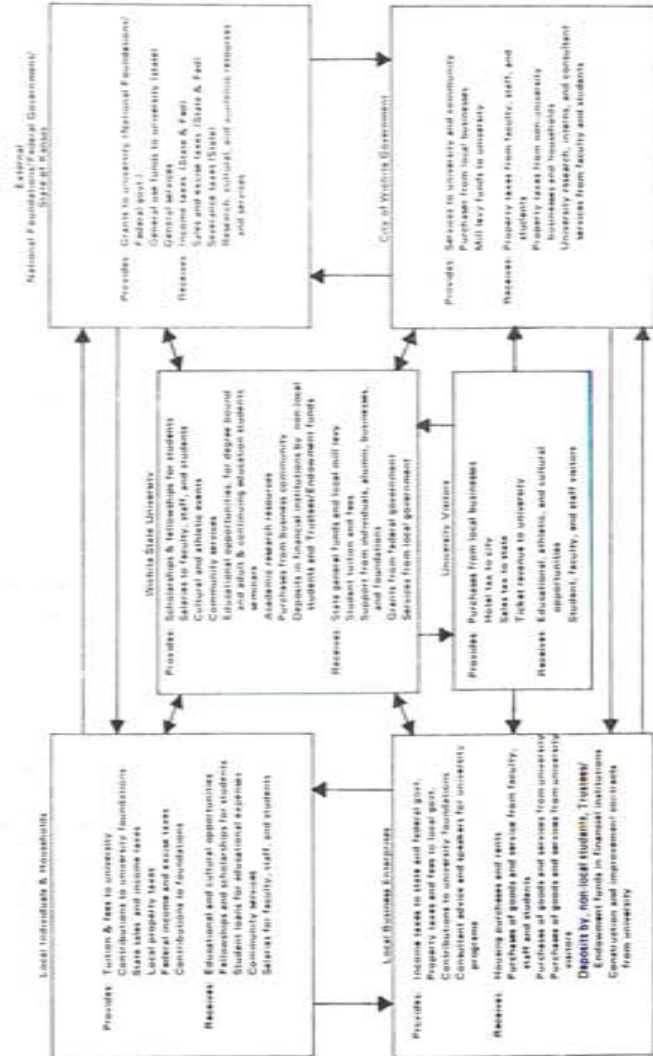 Local Individuals & Households
Provides: Tuition & fees to university
Contributions to university foundations
State sales and income taxes
Local property taxes
Federal income and excise taxes
Contributions to foundations
Receives: Educational and cultural opportunities
Fellowships and scholarships for students
Student loans for educational expenses
Community services
Salaries for faculty, staff, and students
External
National Foundations/Federal Government/
State of Kansas
Provides: Grants to university (National Foundations/
Federal govt.)
General use funds to university (state)
General services
Receives: Income taxes (State & Fed)
Sales and excise taxes (State & Fed)
Severance taxes (State)
Research, cultural, and resources
and services
Wichita State University
Provides: Scholarships & fellowships for students
Salaries to faculty, staff, and students
Cultural and athletic events
Community services
Educational opportunities, for degree bound
and adult & continuing education students
seminars
Academic research resources
Purchases from business community
Deposits in financial institutions by non-local
students and Trustees/Endowment funds
Receives: State general funds and local mill levy
Student tuition and fees
Support from individuals, alumni, businesses,
and foundations
Grants from federal government
Services from local government
Local Business Enterprises
Provides: Income taxes to state and federal govt.
Property taxes and fees to local govt.
Contributions to university foundations
Consultant advice and speakers for university
programs
Receives: Housing purchases and rents
Purchases of goods and service from faculty,
staff and students
Purchases of goods and services from university
Purchases of goods and services from university
visitors
Deposits by, non local students, Trustees/
Endowment funds in financial institutions
Construction and improvement contracts
from university
University Visitors
Provides: Purchases from local businesses
Hotel tax to city
Sales tax to state
Ticket revenue to university
Receives: Educational, athletic, and cultural
opportunities
Student, faculty, and staff visitors
City of Wichita Government
Provides: Services to university and community
Purchases from local businesses
Mill levy funds to university
Receives: Property taxes from faculty, staff, and
students
Property taxes from non-university
businesses and households
University research, interns, and consultant
services from faculty and students